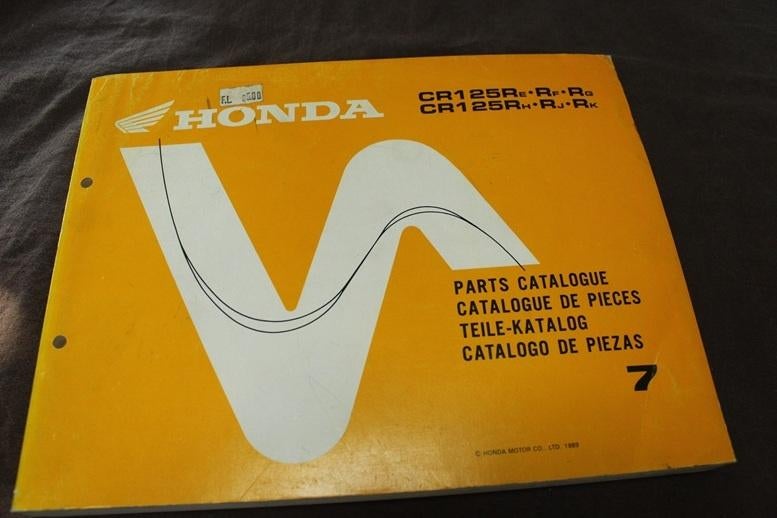 F.L
HONDA
CR125RE·RF·RG
CR125RH·RJ·RK
PARTS CATALOGUE
CATALOGUE DE PIECES
TEILE-KATALOG
CATALOGO DE PIEZAS
7
© HONDA MOTOR CO., LTD. 1989